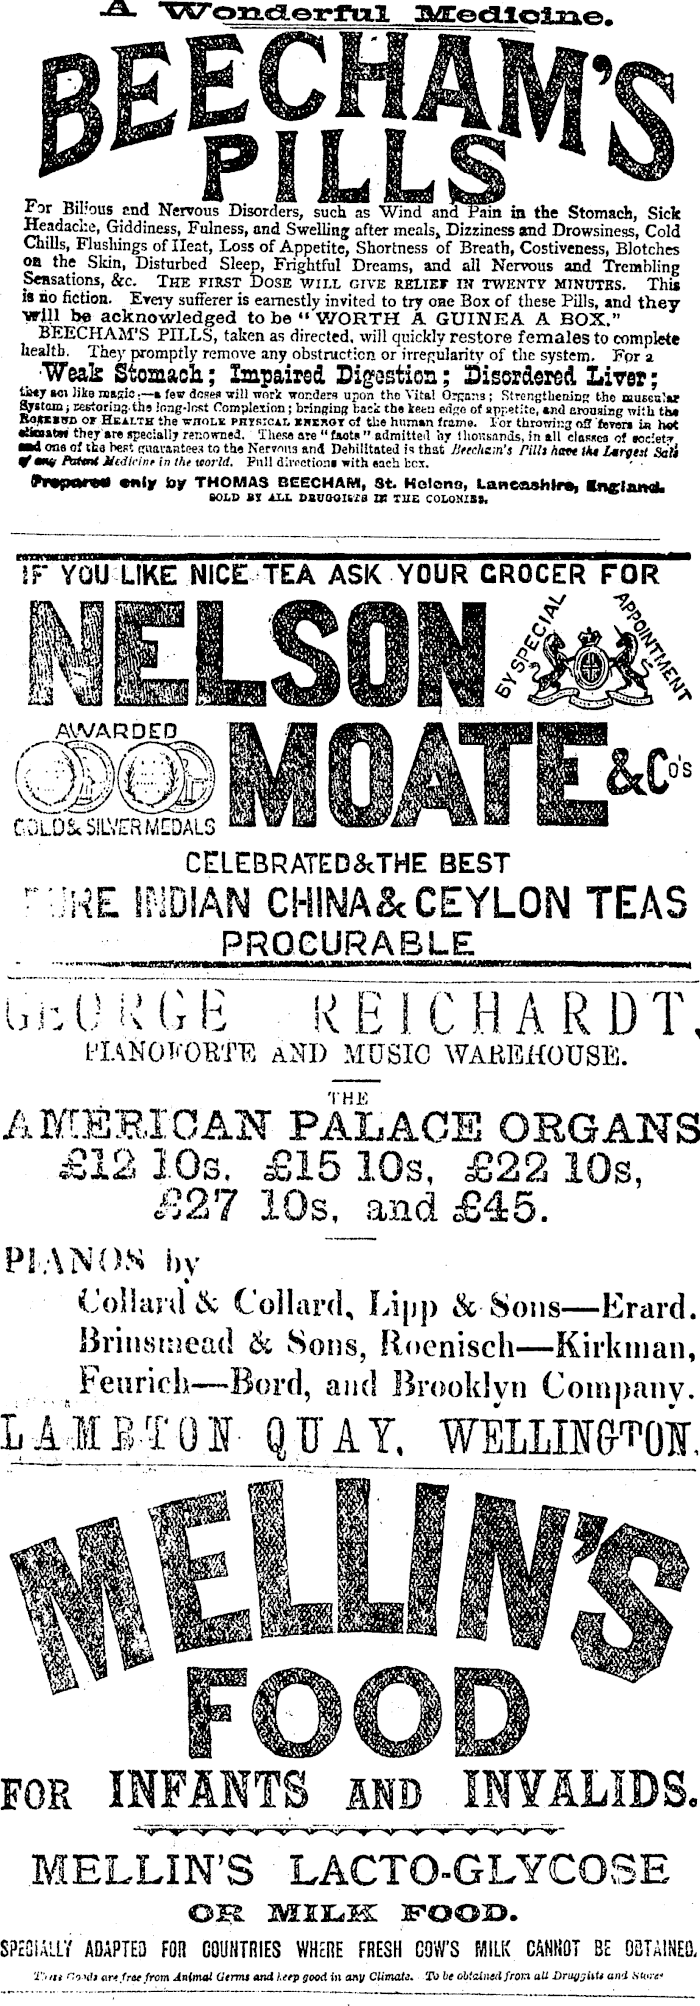 A Wonderful Medicine.
BEECHAM'S
PILLS
For Bilious and Nervous Disorders, such as Wind and Pain in the Stomach, Sick
Headache, Giddiness, Fulness, and Swelling after meals, Dizziness and Drowsiness, Cold
Chills, Flushings of Heat, Loss of Appetite, Shortness of Breath, Costiveness, Blotches
on the Skin, Disturbed Sleep, Frightful Dreams, and all Nervous and Trembling
Sensations, &c. THE FIRST DOSE WILL GIVE RELIEF IN TWENTY MINUTES. This
is no fiction. Every sufferer is earnestly invited to try one Box of these Pills, and they
will be acknowledged to be "WORTH A GUINEA A BOX."
BEECHAM'S PILLS, taken as directed, will quickly restore females to complete
health. They promptly remove any obstruction or irregularity of the system. For a
Weak Stomach; Impaired Digestion; Disordered Liver;
they act like magic:—a few doses will work wonders upon the Vital Organs; Strengthening the muscular
System; restoring the long-lost Complexion; bringing back the keen edge of appetite, and arousing with the
ROSEBUD OF HEALTH the WHOLE PHYSICAL ENERGY of the human frame. For throwing off fevers in hot
climates they are specially renowned. These are "facts" admitted by thousands, in all classes of society,
and one of the best guarantees to the Nervous and Debilitated is that Beecham's Pills have the Largest Sale
of any Patent Medicine in the world. Full directions with each box.
Prepared only by THOMAS BEECHAM, St. Helens, Lancashire, England.
SOLD BY ALL DRUGGISTS IN THE COLONIES.
IF YOU LIKE NICE TEA ASK YOUR GROCER FOR
NELSON
BY SPECIAL APPOINTMENT
AWARDED
GOLD & SILVER MEDALS
MOATE & Co's
CELEBRATED & THE BEST
PURE INDIAN CHINA & CEYLON TEAS
PROCURABLE
GEORGE REICHARDT,
PIANOFORTE AND MUSIC WAREHOUSE.
THE
AMERICAN PALACE ORGANS
£12 10s, £15 10s, £22 10s,
£27 10s, and £45.
PIANOS by
Collard & Collard, Lipp & Sons—Erard.
Brinsmead & Sons, Roenisch—Kirkman,
Feurich—Bord, and Brooklyn Company.
LAMBTON QUAY, WELLINGTON.
MELLIN'S
FOOD
FOR INFANTS AND INVALIDS.
MELLIN'S LACTO-GLYCOSE
OR MILK FOOD.
SPECIALLY ADAPTED FOR COUNTRIES WHERE FRESH COW'S MILK CANNOT BE OBTAINED.
These Goods are free from Animal Germs and keep good in any Climate. To be obtained from all Druggists and Stores